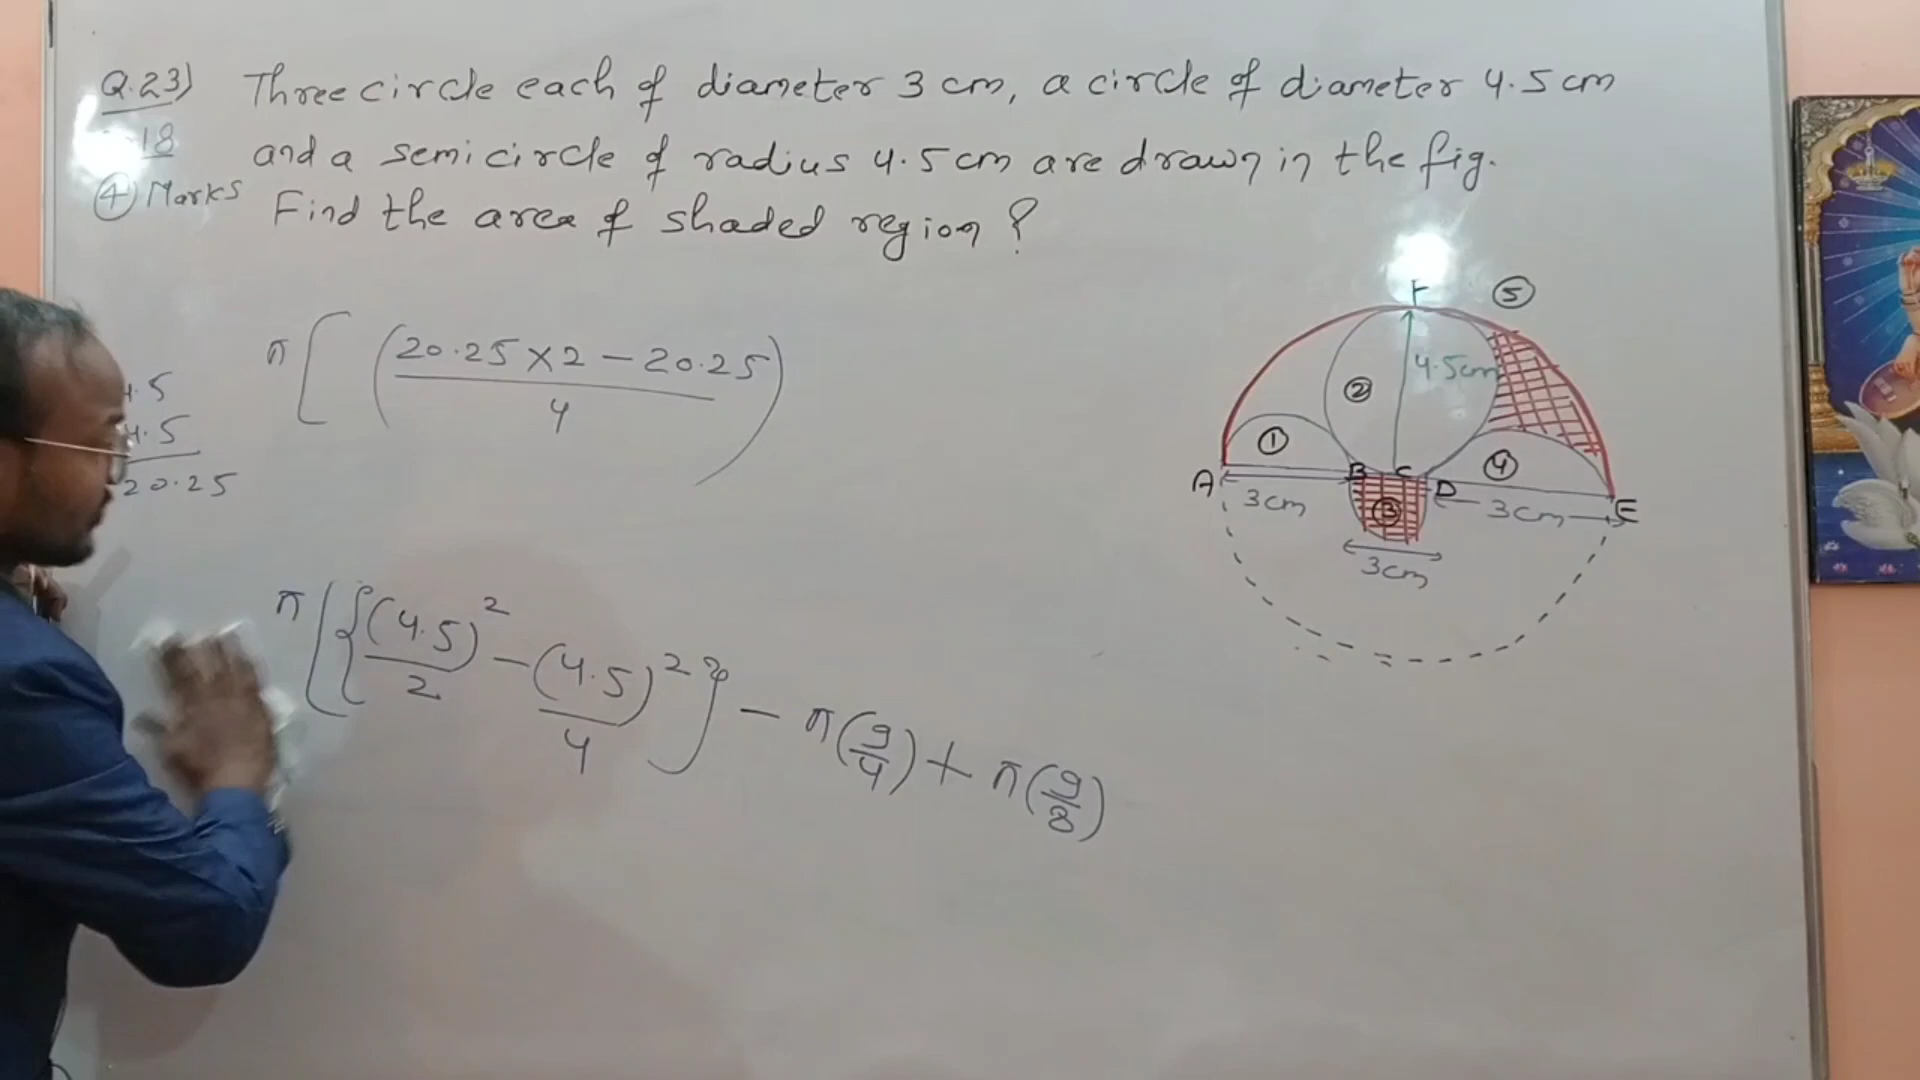 Q.23) Three circle each of diameter 3 cm, a circle of diameter 4.5 cm
18 and a semicircle of radius 4.5 cm are drawn in the fig.
④ Marks Find the area of shaded region ?
π [ ( (20.25 × 2 − 20.25) / 4 )
4.5
4.5
20.25
π [ { (4.5)² / 2 − (4.5)² / 4 } − π(9/4) + π(9/8)
F ⑤
4.5cm
②
① ④
A B C D E
3cm ③ 3cm
3cm